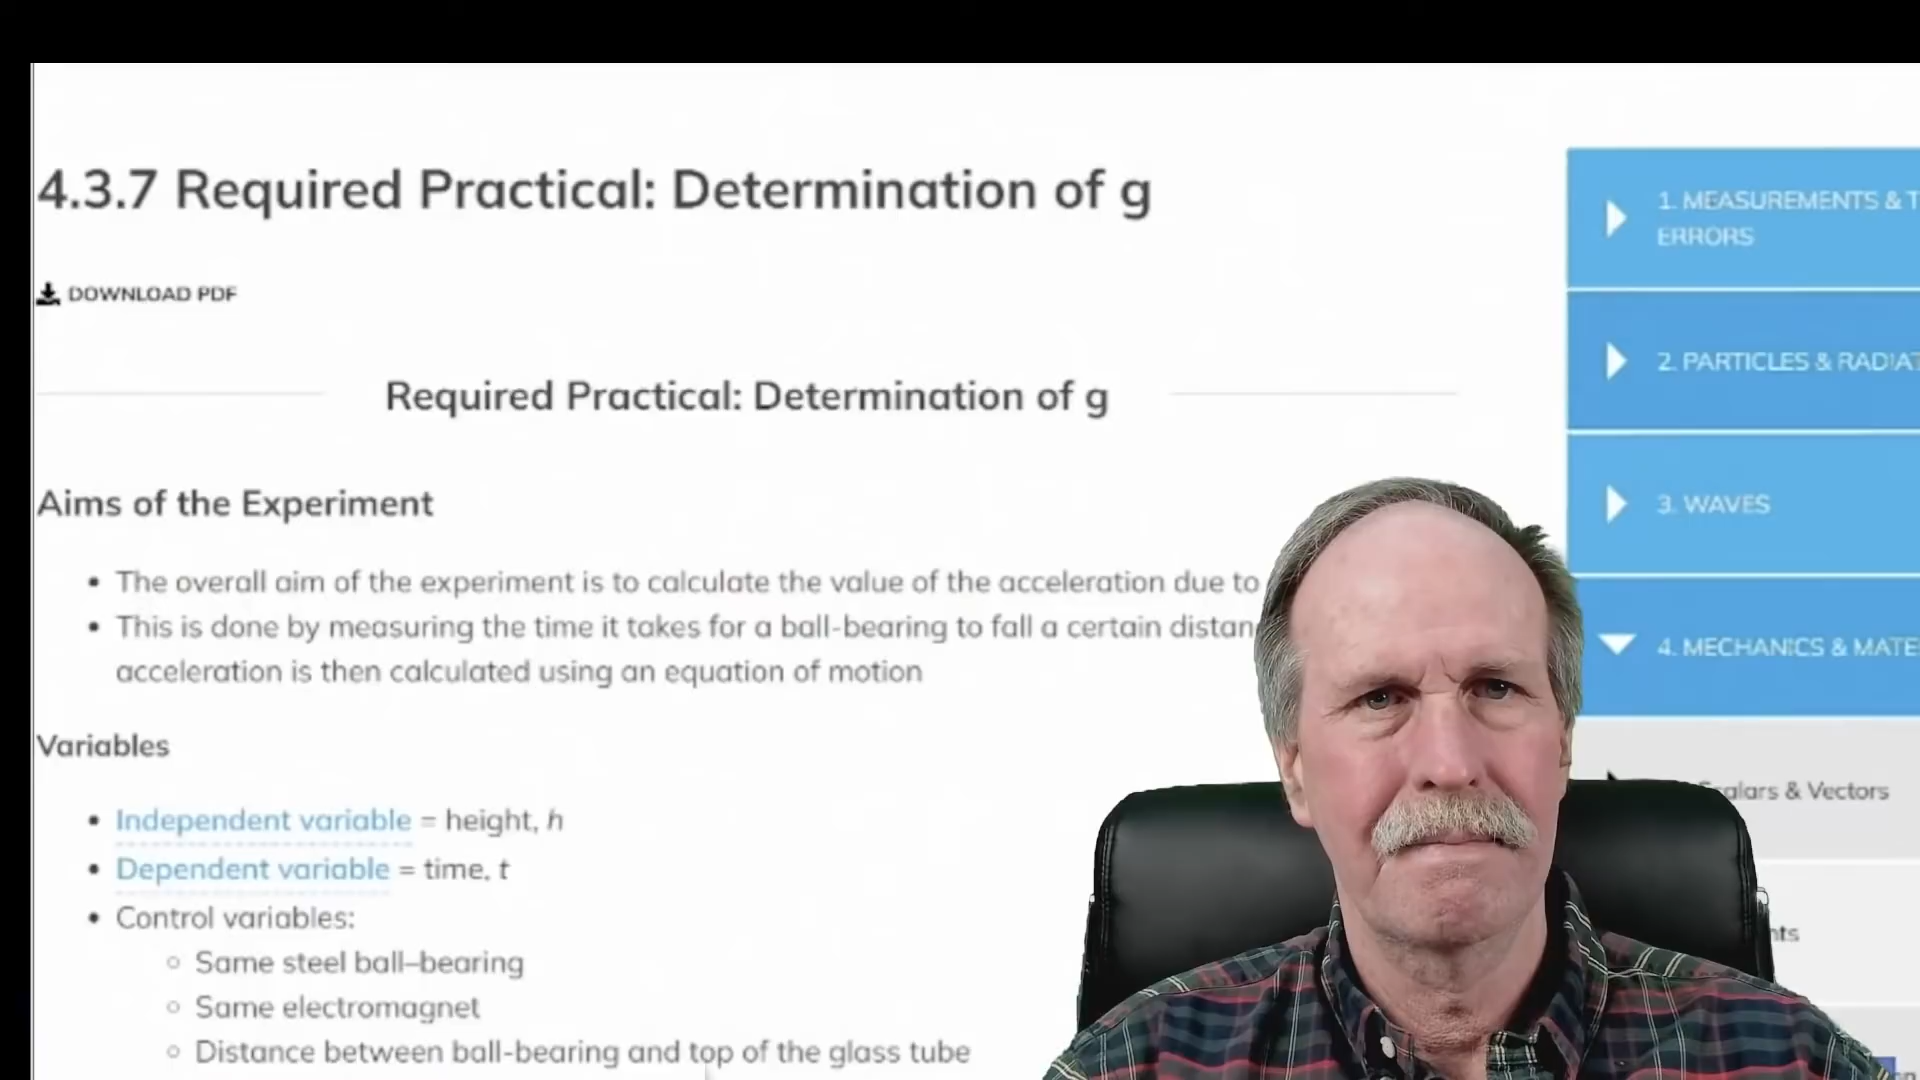 4.3.7 Required Practical: Determination of g
DOWNLOAD PDF
Required Practical: Determination of g
Aims of the Experiment
The overall aim of the experiment is to calculate the value of the acceleration due to
This is done by measuring the time it takes for a ball-bearing to fall a certain
acceleration is then calculated using an equation of motion
Variables
Independent variable = height, h
Dependent variable = time, t
Control variables:
Same steel ball–bearing
Same electromagnet
Distance between ball-bearing and top of the glass tube
1. MEASUREMENTS &
ERRORS
2. PARTICLES &
3. WAVES
4. MECHANICS &
& Vectors